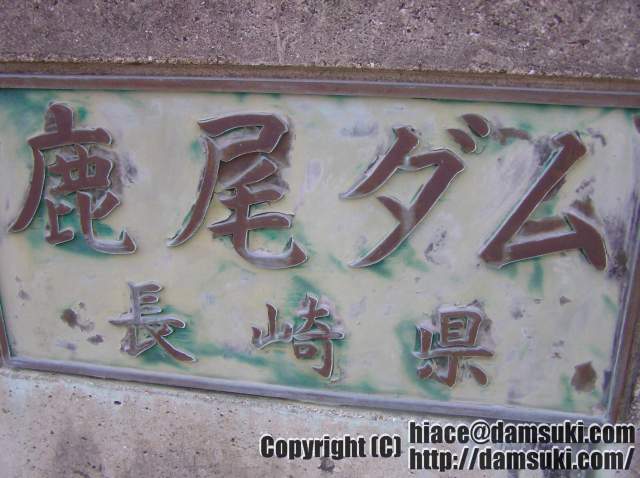 鹿尾ダム
長崎県
Copyright (C) hiace@damsuki.com
http://damsuki.com/